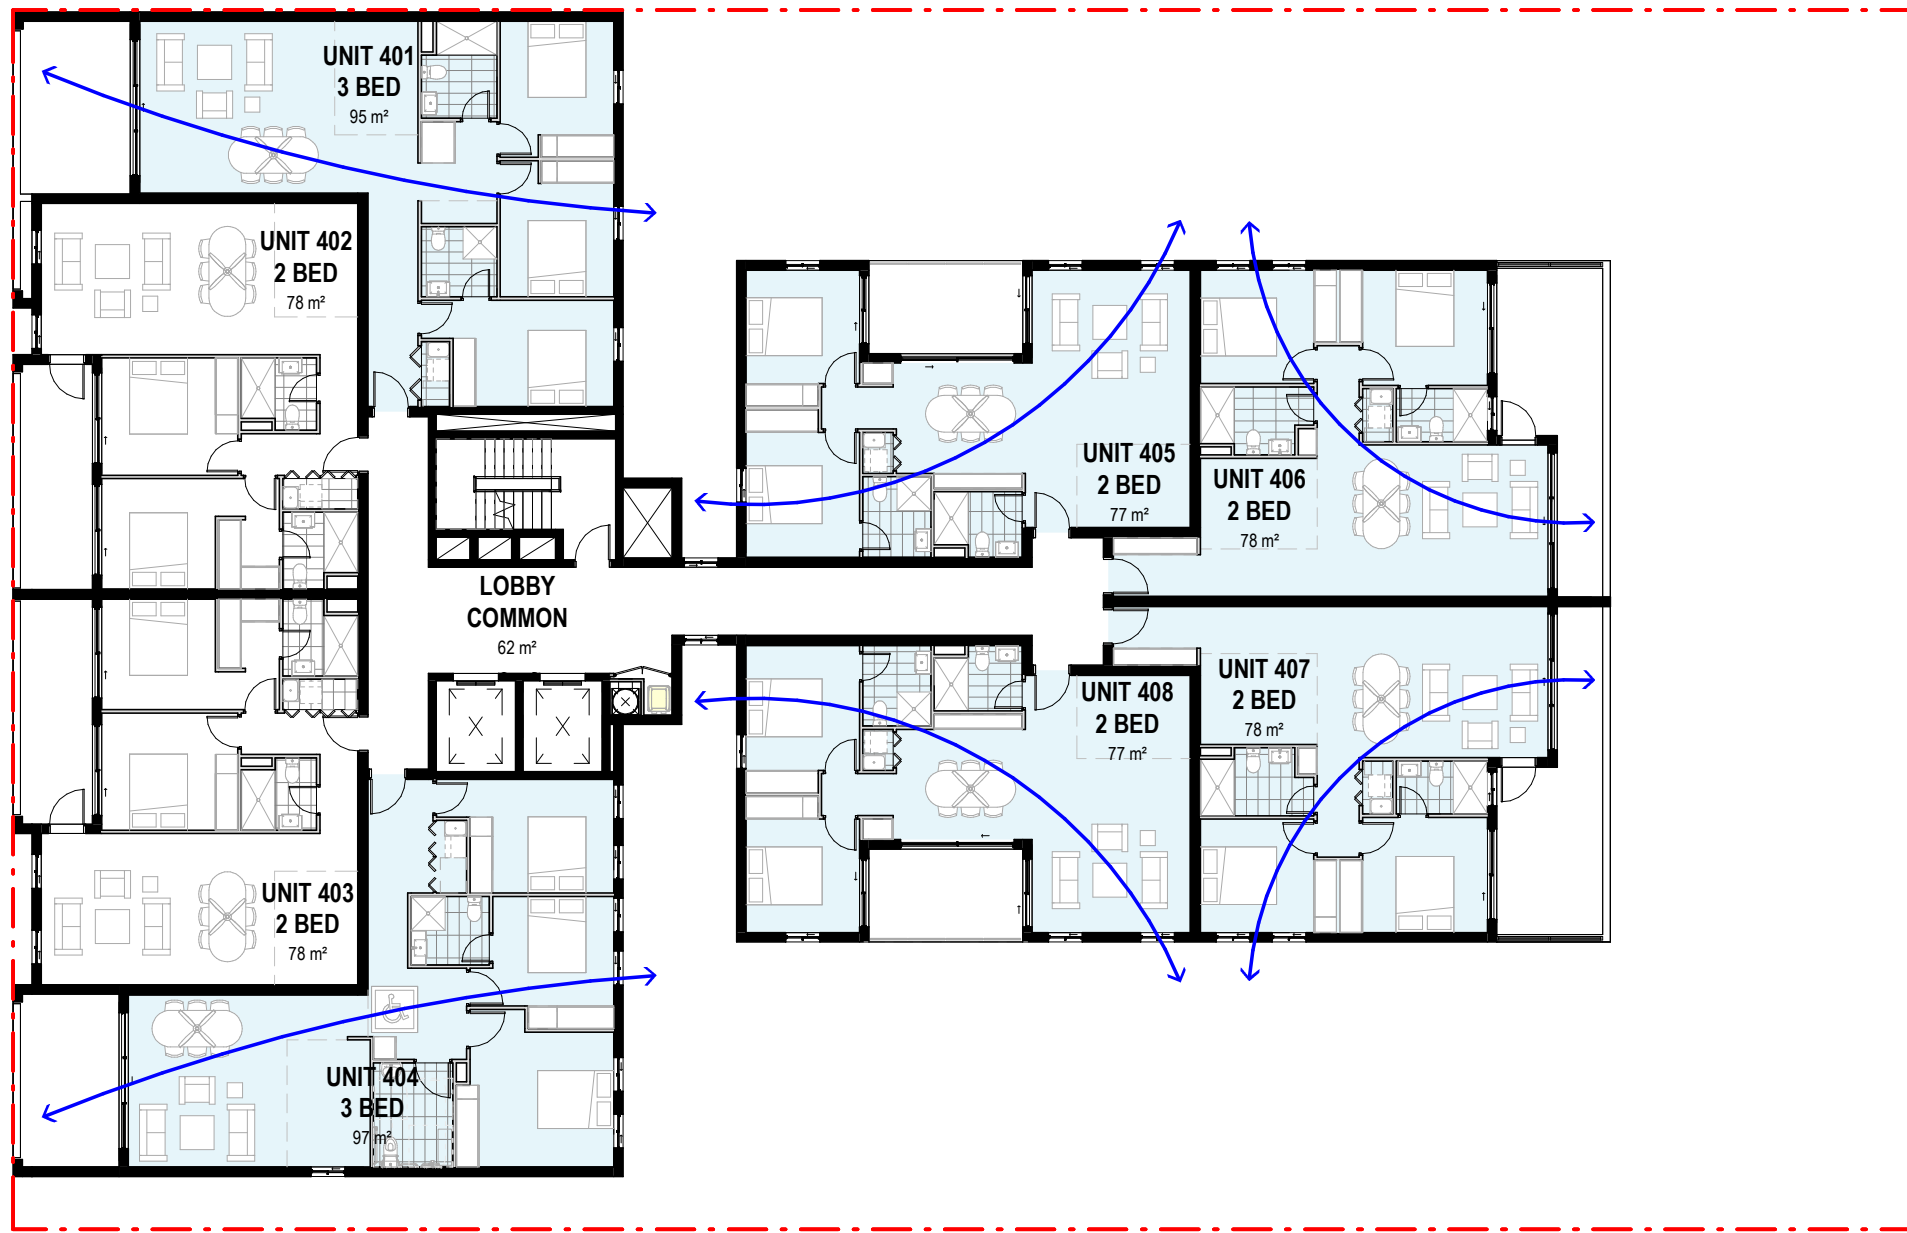 UNIT 401
3 BED
95 m²
UNIT 402
2 BED
78 m²
UNIT 405
2 BED
77 m²
UNIT 406
2 BED
78 m²
LOBBY
COMMON
62 m²
UNIT 408
2 BED
77 m²
UNIT 407
2 BED
78 m²
UNIT 403
2 BED
78 m²
UNIT 404
3 BED
97 m²